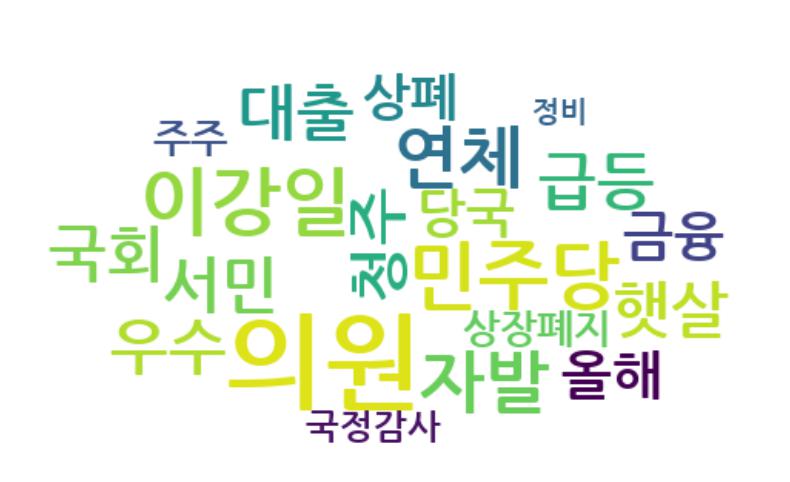 대출
상폐
정비
주주
연체
이강일
급등
청주
당국
금융
국회
서민
민주당
햇살
우수
의원
상장폐지
자발
올해
국정감사